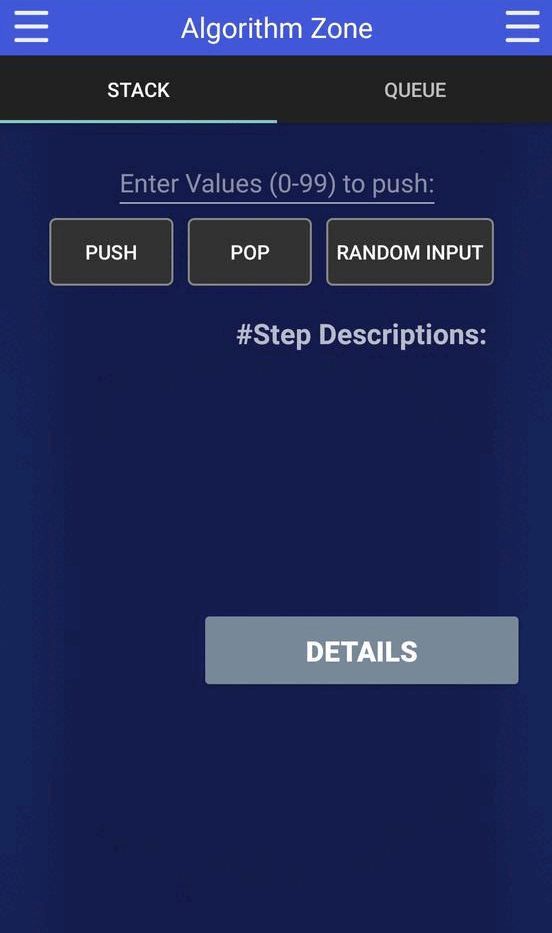 Algorithm Zone
STACK QUEUE
Enter Values (0-99) to push:
PUSH POP RANDOM INPUT
#Step Descriptions:
DETAILS